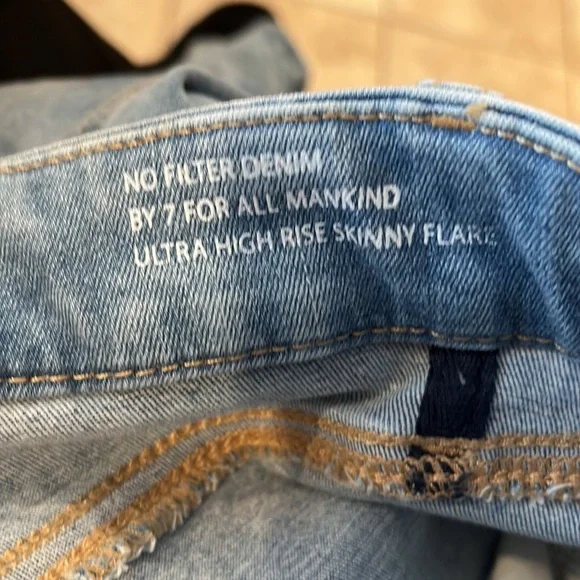 NO FILTER DENIM
BY 7 FOR ALL MANKIND
ULTRA HIGH RISE SKINNY FLARE